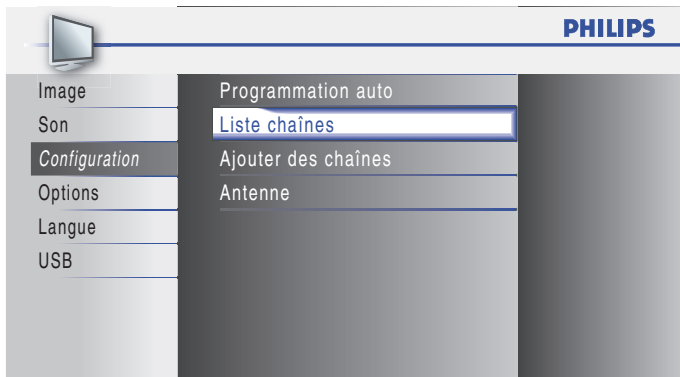 PHILIPS
Image
Son
Configuration
Options
Langue
USB
Programmation auto
Liste chaînes
Ajouter des chaînes
Antenne